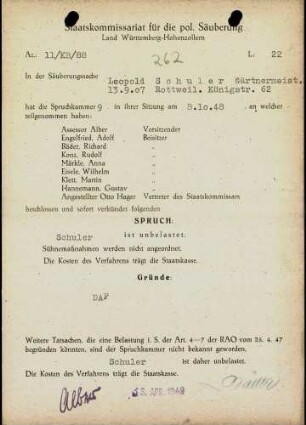 Staatskommissariat für die pol. Säuberung
Land Württemberg-Hohenzollern
Az. 11/KB/88
262
L. 22
In der Säuberungssache Leopold Schuler Gärtnermeist.
13.9.07 Rottweil. Königstr. 62
hat die Spruchkammer 9 in ihrer Sitzung am 8.10.48 an welcher
teilgenommen haben:
Assessor Alber Vorsitzender
Engelfried, Adolf Beisitzer
Bäder, Richard
Konz, Rudolf
Märkle, Anna
Eisele, Wilhelm
Klett, Martin
Hannemann, Gustav
Angestellter Otto Hager Vertreter des Staatskommissars
beschlossen und sofort verkündet folgenden
SPRUCH:
Schuler ist unbelastet.
Sühnemaßnahmen werden nicht angeordnet.
Die Kosten des Verfahrens trägt die Staatskasse.
Gründe:
DAF
Weitere Tatsachen, die eine Belastung i. S. der Art. 4–7 der RAO vom 25. 4. 47
begründen könnten, sind der Spruchkammer nicht bekannt geworden.
Schuler ist daher unbelastet.
Die Kosten des Verfahrens trägt die Staatskasse.
Alber
1949